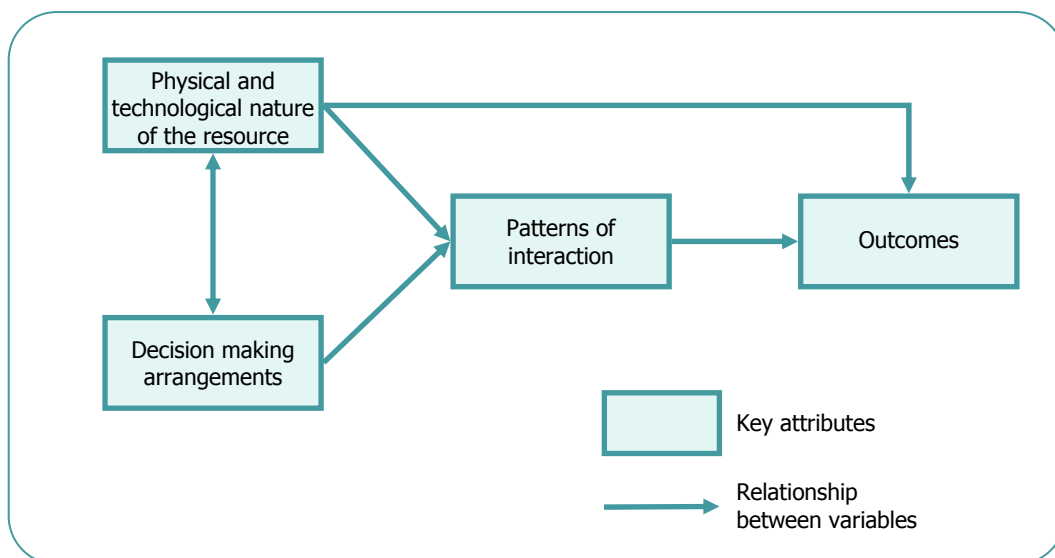 Physical and
technological nature
of the resource
Patterns of
interaction
Outcomes
Decision making
arrangements
Key attributes
Relationship
between variables